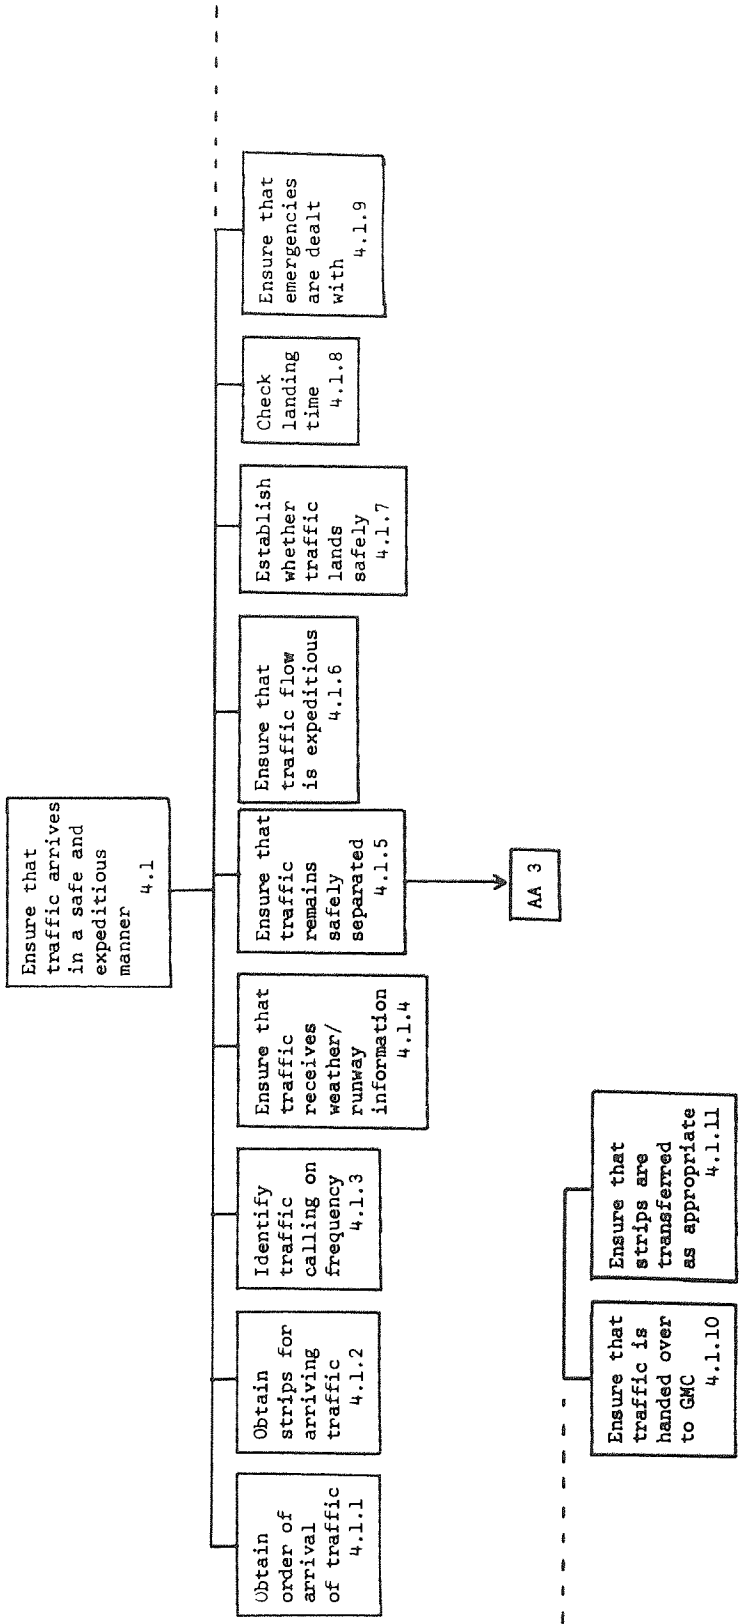 Ensure that
traffic arrives
in a safe and
expeditious
manner
4.1
Obtain
order of
arrival
of traffic
4.1.1
Obtain
strips for
arriving
traffic
4.1.2
Identify
traffic
calling on
frequency
4.1.3
Ensure that
traffic
receives
weather/
runway
information
4.1.4
Ensure that
traffic
remains
safely
separated
4.1.5
Ensure that
traffic flow
is expeditious
4.1.6
Establish
whether
traffic
lands
safely
4.1.7
Check
landing
time
4.1.8
Ensure that
emergencies
are dealt
with
4.1.9
AA 3
Ensure that
traffic is
handed over
to GMC
4.1.10
Ensure that
strips are
transferred
as appropriate
4.1.11